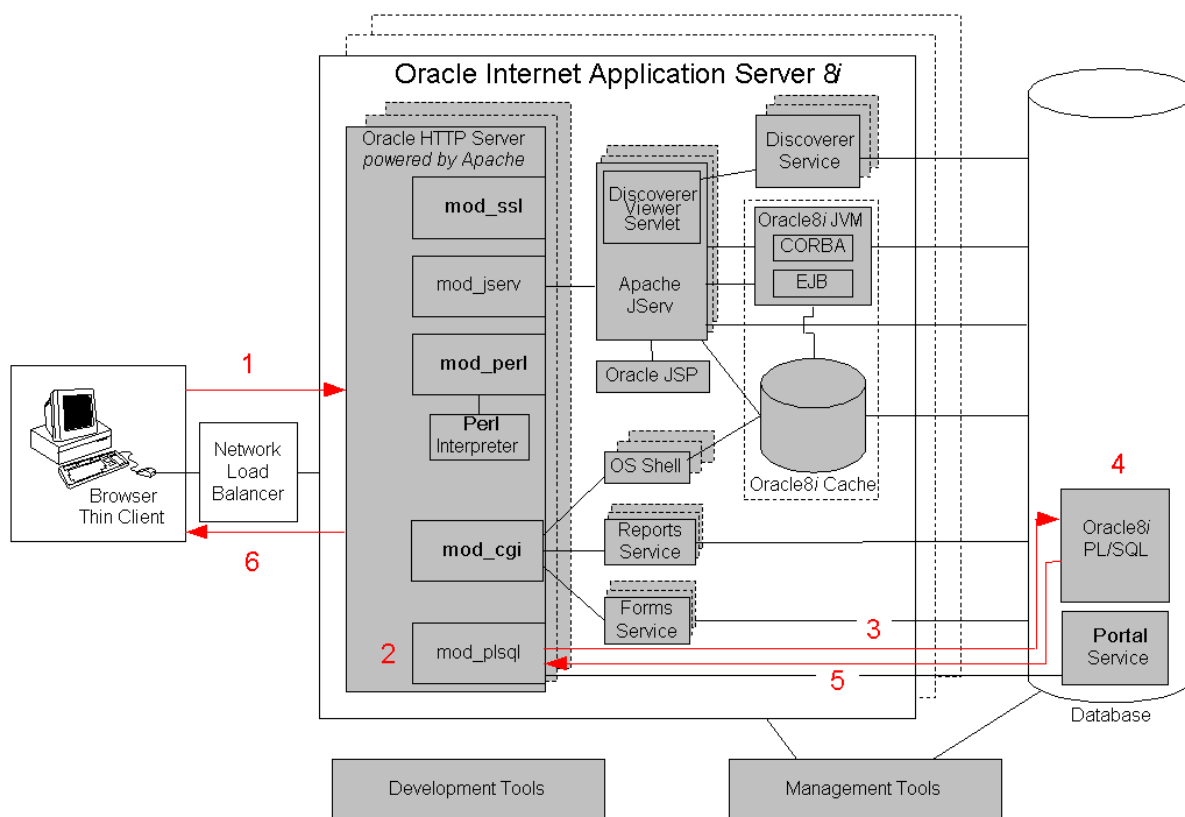 Oracle Internet Application Server 8i
Oracle HTTP Server
powered by Apache
mod_ssl
mod_jserv
mod_perl
Perl
Interpreter
mod_cgi
2
mod_plsql
Discoverer
Viewer
Servlet
Apache
JServ
Oracle JSP
OS Shell
Reports
Service
Forms
Service
Discoverer
Service
Oracle8i JVM
CORBA
EJB
Oracle8i Cache
1
Browser
Thin Client
Network
Load
Balancer
6
3
5
4
Oracle8i
PL/SQL
Portal
Service
Database
Development Tools
Management Tools